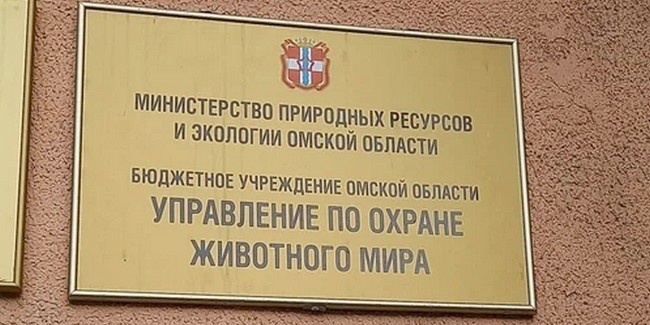 МИНИСТЕРСТВО ПРИРОДНЫХ РЕСУРСОВ
И ЭКОЛОГИИ ОМСКОЙ ОБЛАСТИ
БЮДЖЕТНОЕ УЧРЕЖДЕНИЕ ОМСКОЙ ОБЛАСТИ
УПРАВЛЕНИЕ ПО ОХРАНЕ
ЖИВОТНОГО МИРА